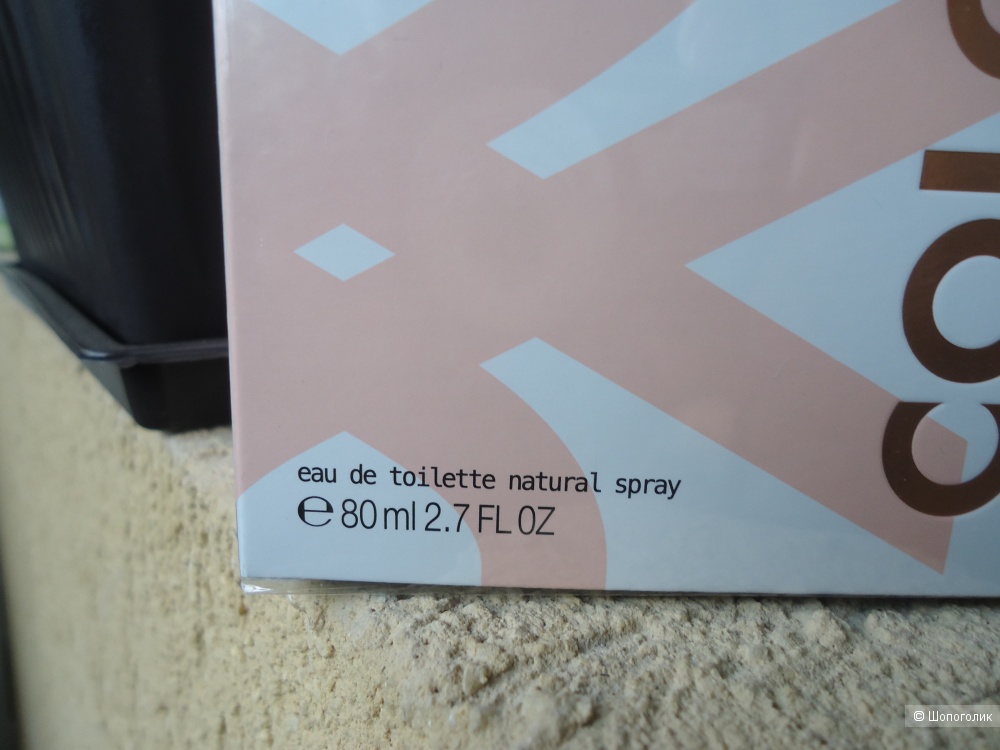 eau de toilette natural spray
℮ 80 ml 2.7 FL OZ
© Шопоголик